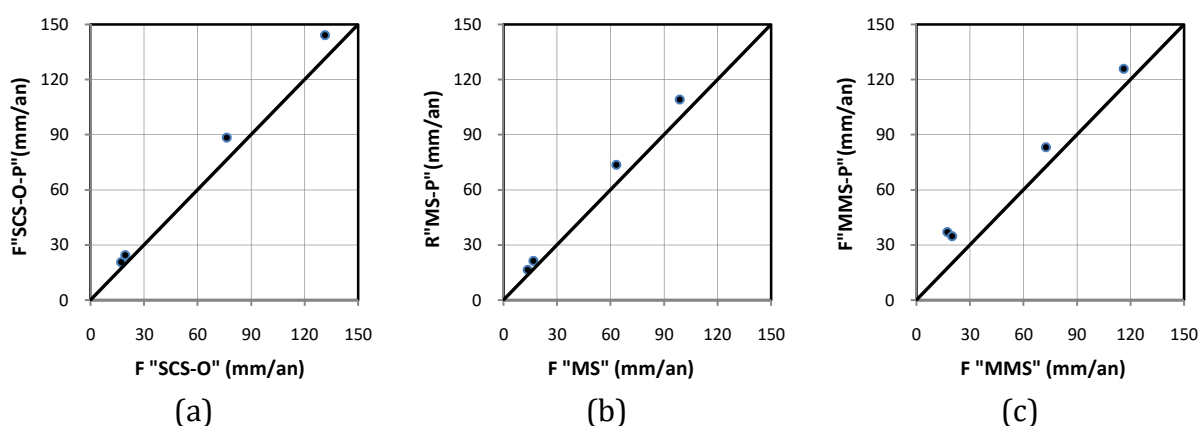 F"SCS-O-P"(mm/an)
150
120
90
60
30
0
0 30 60 90 120 150
F "SCS-O" (mm/an)
(a)
R"MS-P"(mm/an)
150
120
90
60
30
0
0 30 60 90 120 150
F "MS" (mm/an)
(b)
F"MMS-P"(mm/an)
150
120
90
60
30
0
0 30 60 90 120 150
F "MMS" (mm/an)
(c)